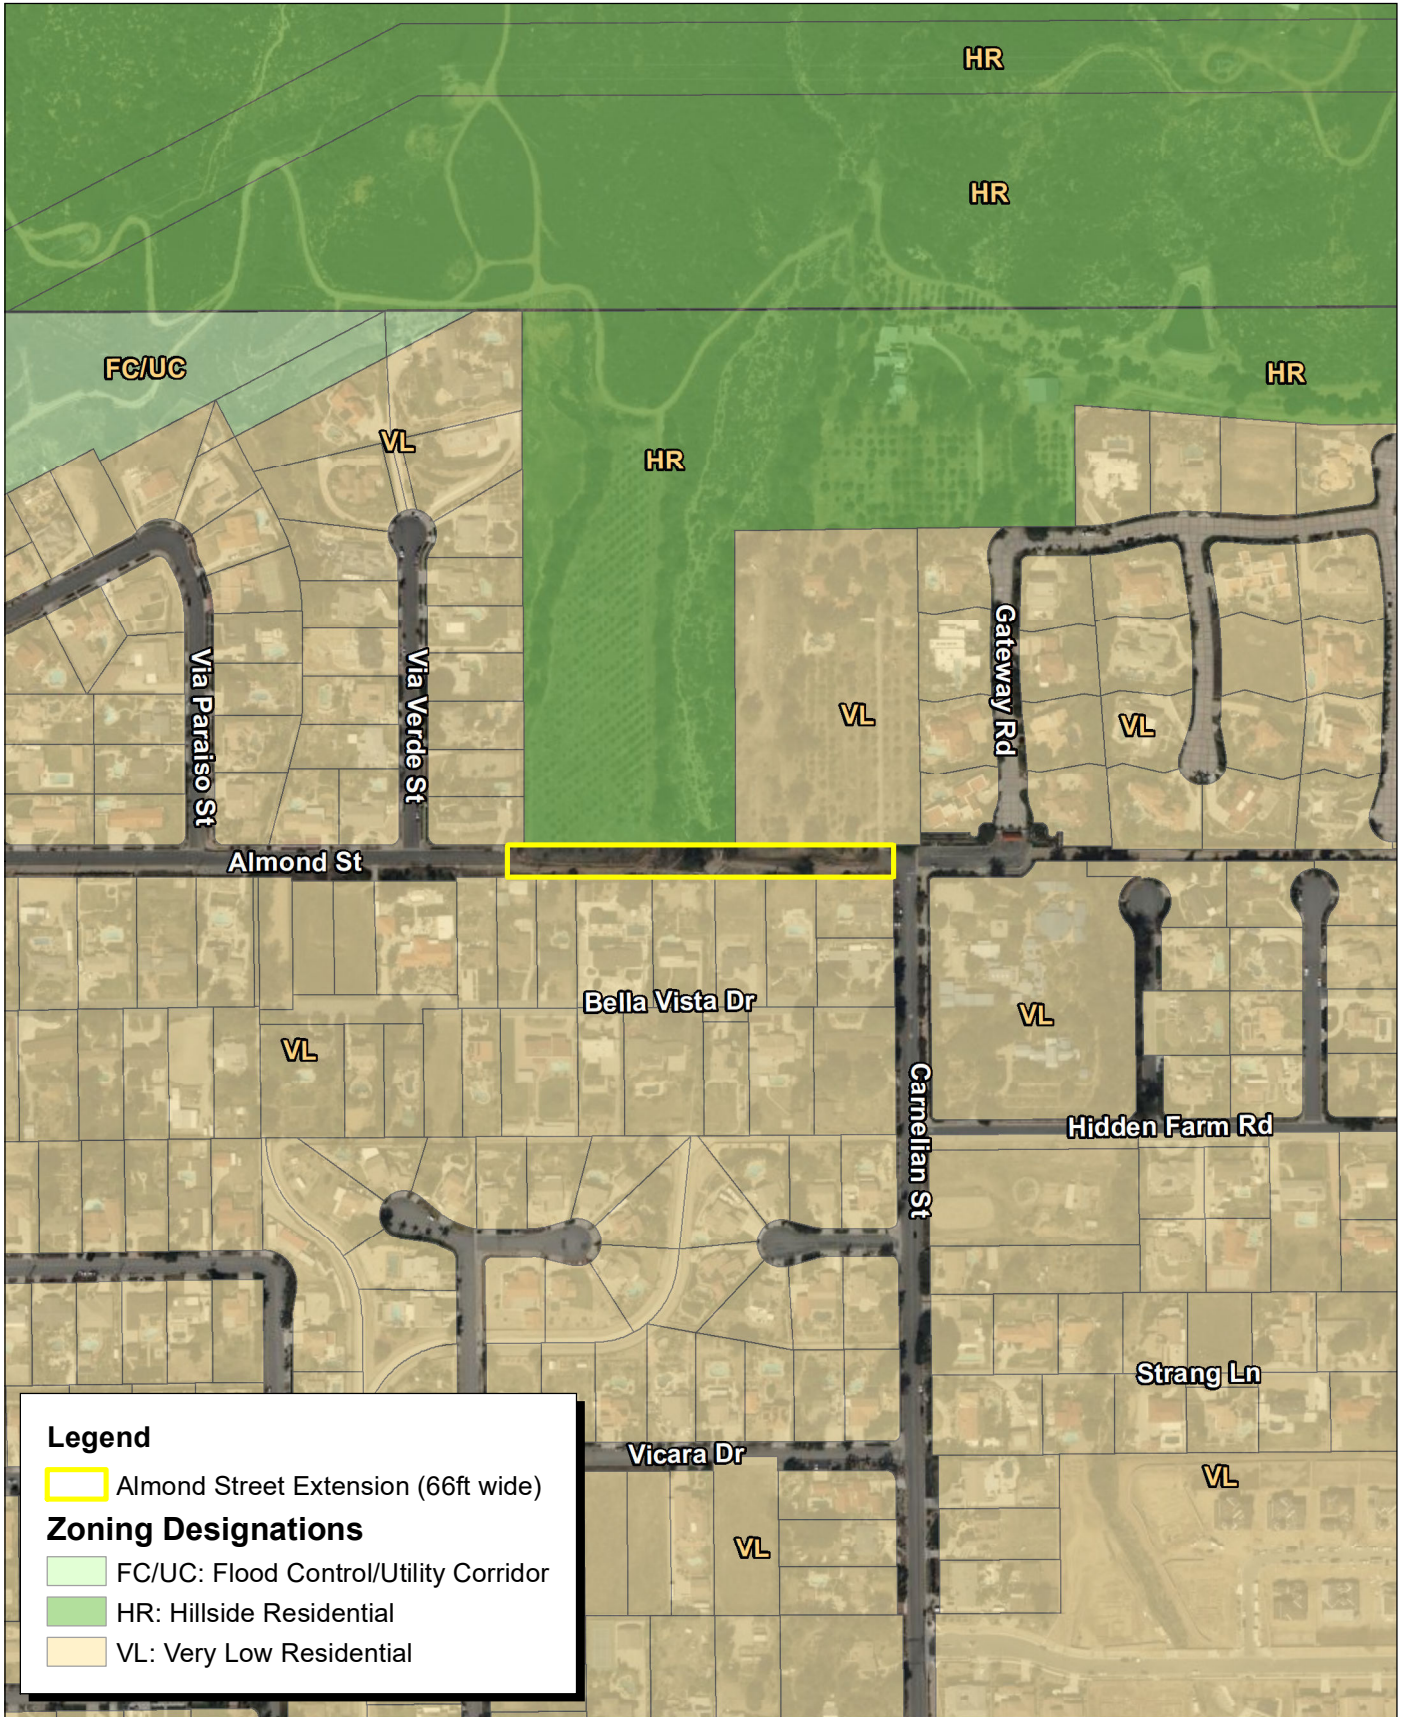 HR
HR
FC/UC
HR
VL
HR
Via Paraiso St
Via Verde St
Gateway Rd
VL
VL
Almond St
Bella Vista Dr
VL
VL
Carnelian St
Hidden Farm Rd
Strang Ln
Vicara Dr
VL
VL
Legend
Almond Street Extension (66ft wide)
Zoning Designations
FC/UC: Flood Control/Utility Corridor
HR: Hillside Residential
VL: Very Low Residential